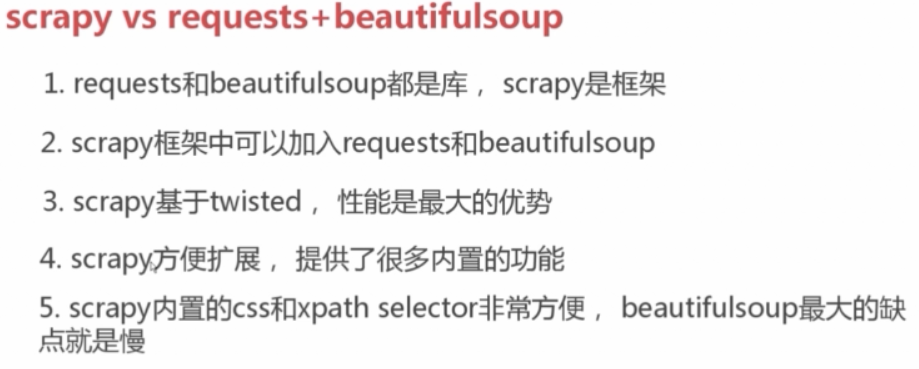 scrapy vs requests+beautifulsoup
1. requests和beautifulsoup都是库， scrapy是框架
2. scrapy框架中可以加入requests和beautifulsoup
3. scrapy基于twisted， 性能是最大的优势
4. scrapy方便扩展， 提供了很多内置的功能
5. scrapy内置的css和xpath selector非常方便， beautifulsoup最大的缺
点就是慢